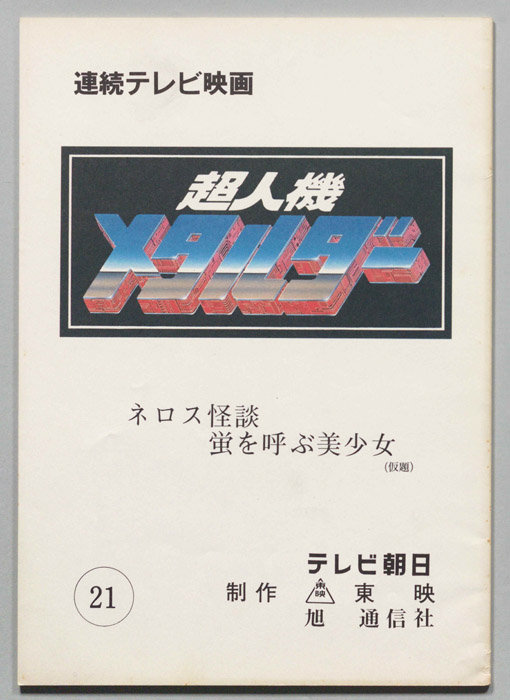 連続テレビ映画
超人機
メタルダー
ネロス怪談
蛍を呼ぶ美少女
(仮題)
テレビ朝日
制作 東映 東映
旭通信社
21